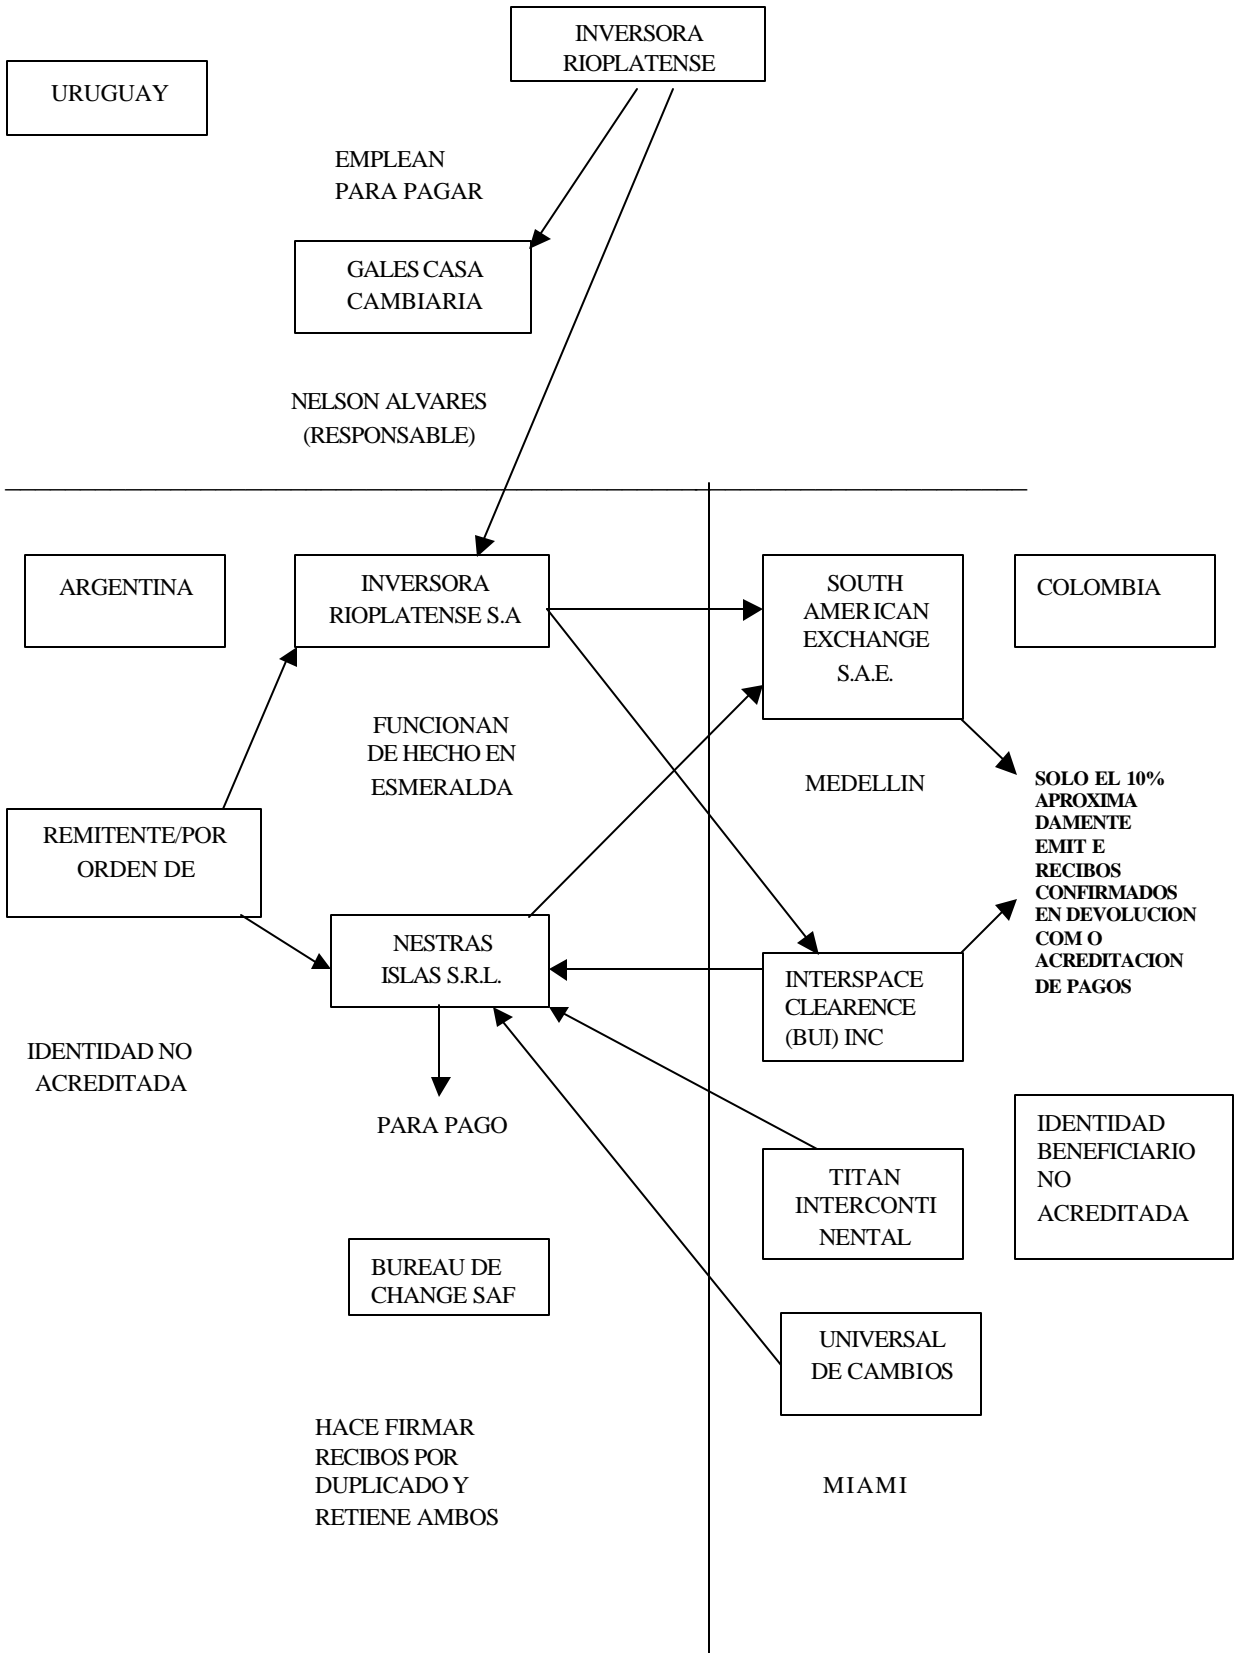 INVERSORA
RIOPLATENSE
URUGUAY
EMPLEAN
PARA PAGAR
GALES CASA
CAMBIARIA
NELSON ALVARES
(RESPONSABLE)
ARGENTINA
INVERSORA
RIOPLATENSE S.A
SOUTH
AMERICAN
EXCHANGE
S.A.E.
COLOMBIA
FUNCIONAN
DE HECHO EN
ESMERALDA
MEDELLIN
SOLO EL 10%
APROXIMA
DAMENTE
EMIT E
RECIBOS
CONFIRMADOS
EN DEVOLUCION
COM O
ACREDITACION
DE PAGOS
REMITENTE/POR
ORDEN DE
NESTRAS
ISLAS S.R.L.
INTERSPACE
CLEARENCE
(BUI) INC
IDENTIDAD NO
ACREDITADA
PARA PAGO
IDENTIDAD
BENEFICIARIO
NO
ACREDITADA
TITAN
INTERCONTI
NENTAL
BUREAU DE
CHANGE SAF
UNIVERSAL
DE CAMBIOS
HACE FIRMAR
RECIBOS POR
DUPLICADO Y
RETIENE AMBOS
MIAMI